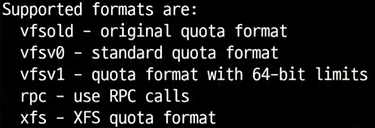 Supported formats are:
  vfsold - original quota format
  vfsv0 - standard quota format
  vfsv1 - quota format with 64-bit limits
  rpc - use RPC calls
  xfs - XFS quota format